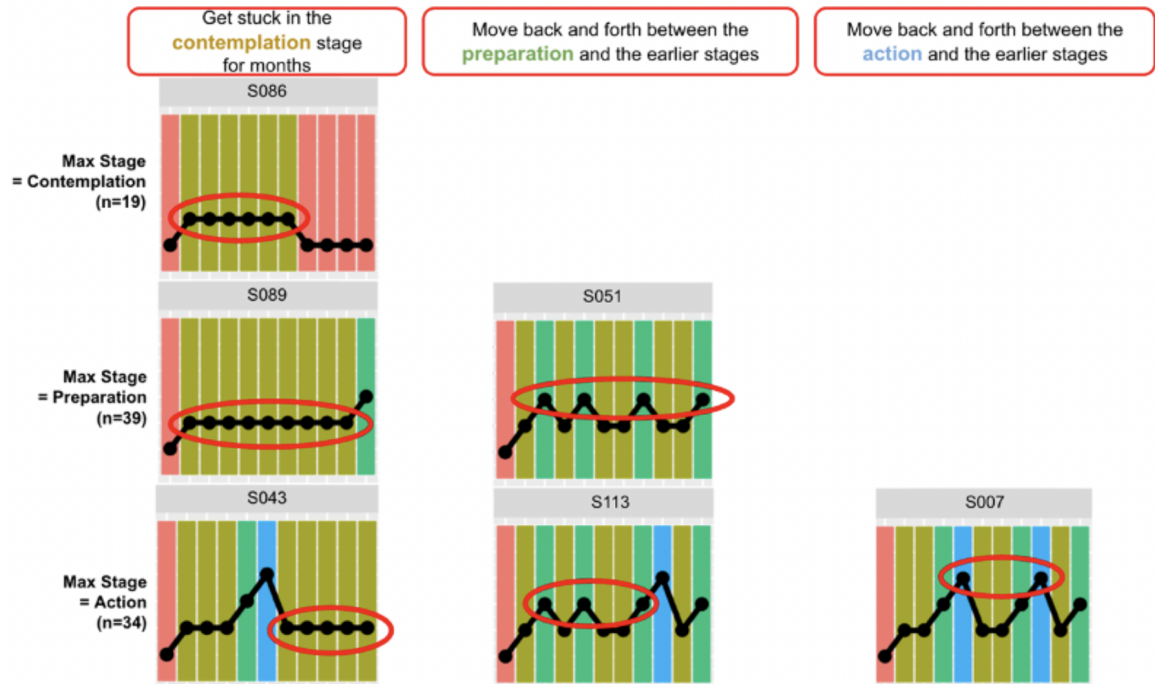 Get stuck in the
contemplation stage
for months
Move back and forth between the
preparation and the earlier stages
Move back and forth between the
action and the earlier stages
S086
Max Stage
= Contemplation
(n=19)
S089
S051
Max Stage
= Preparation
(n=39)
S043
S113
S007
Max Stage
= Action
(n=34)